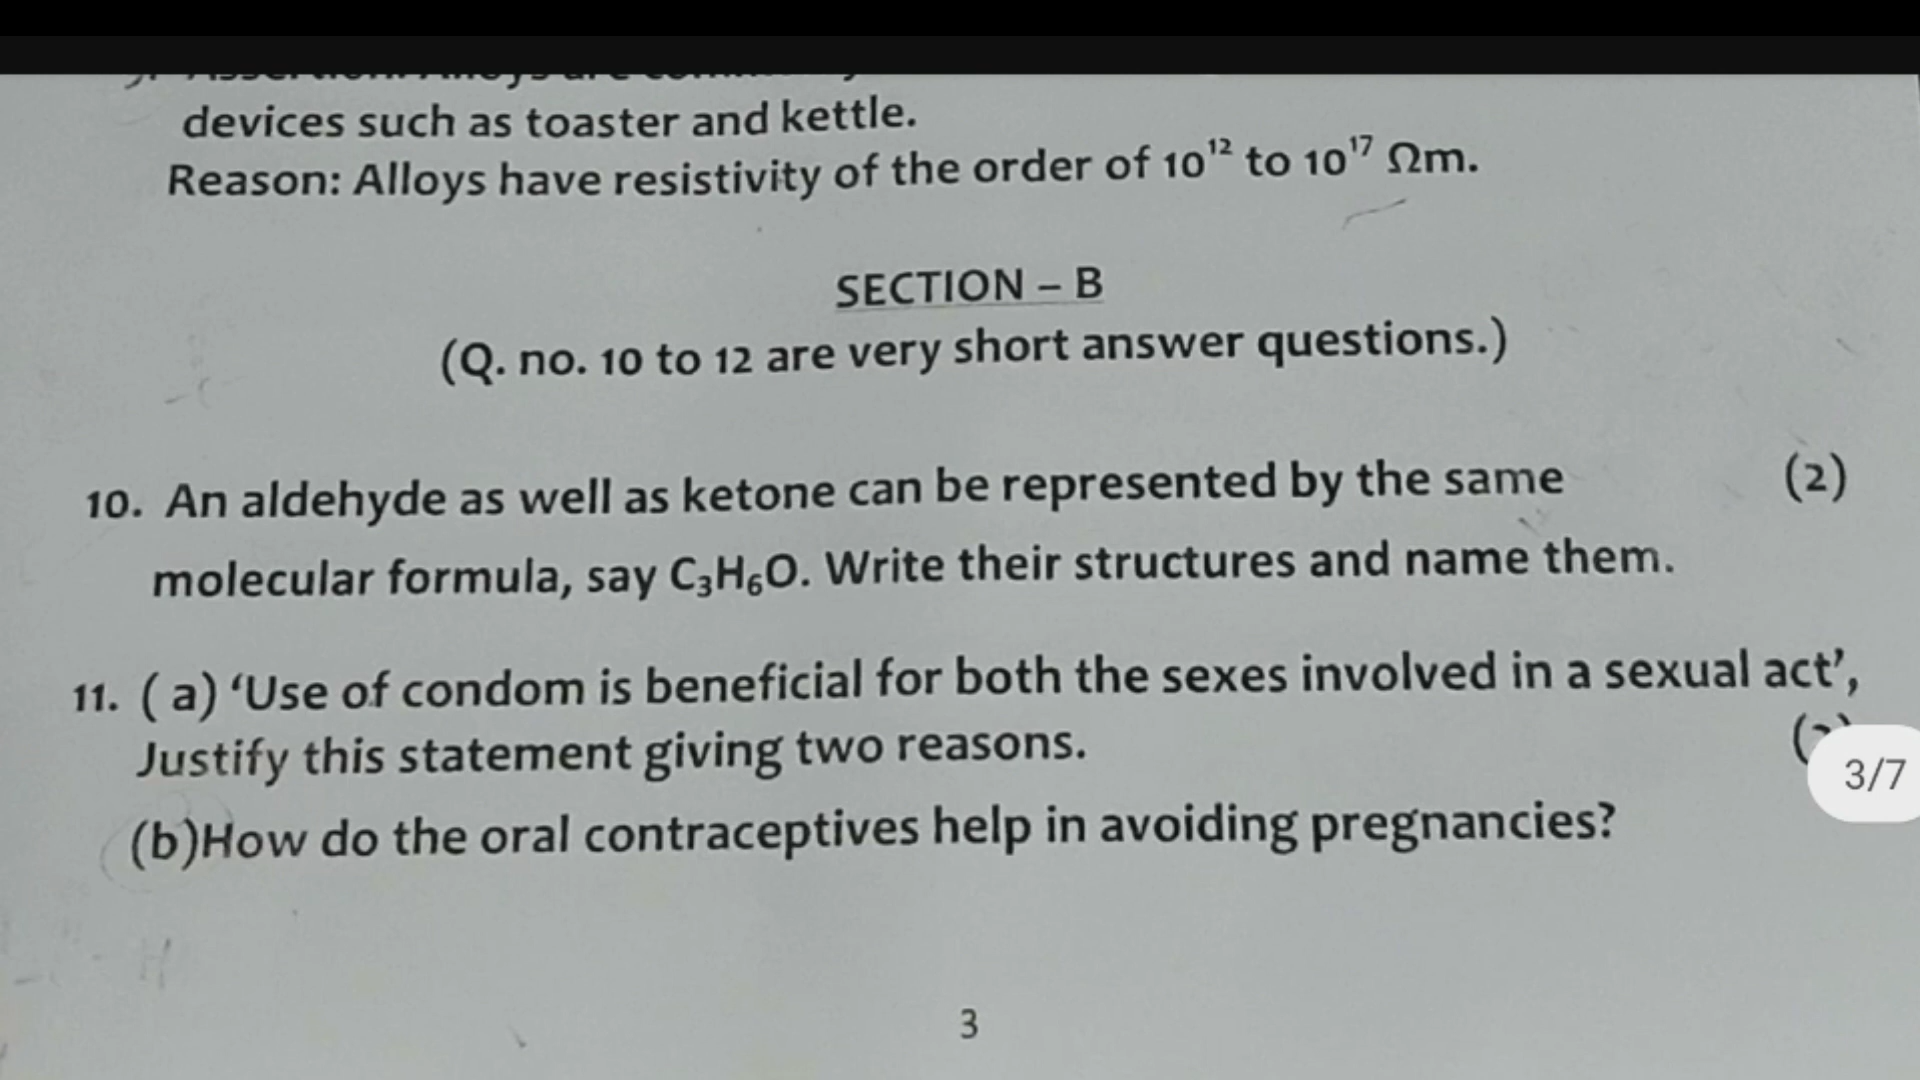 devices such as toaster and kettle.
Reason: Alloys have resistivity of the order of 10¹² to 10¹⁷ Ωm.
SECTION – B
(Q. no. 10 to 12 are very short answer questions.)
10. An aldehyde as well as ketone can be represented by the same (2)
molecular formula, say C₃H₆O. Write their structures and name them.
11. ( a) ‘Use of condom is beneficial for both the sexes involved in a sexual act’,
Justify this statement giving two reasons.
3/7
(b)How do the oral contraceptives help in avoiding pregnancies?
3